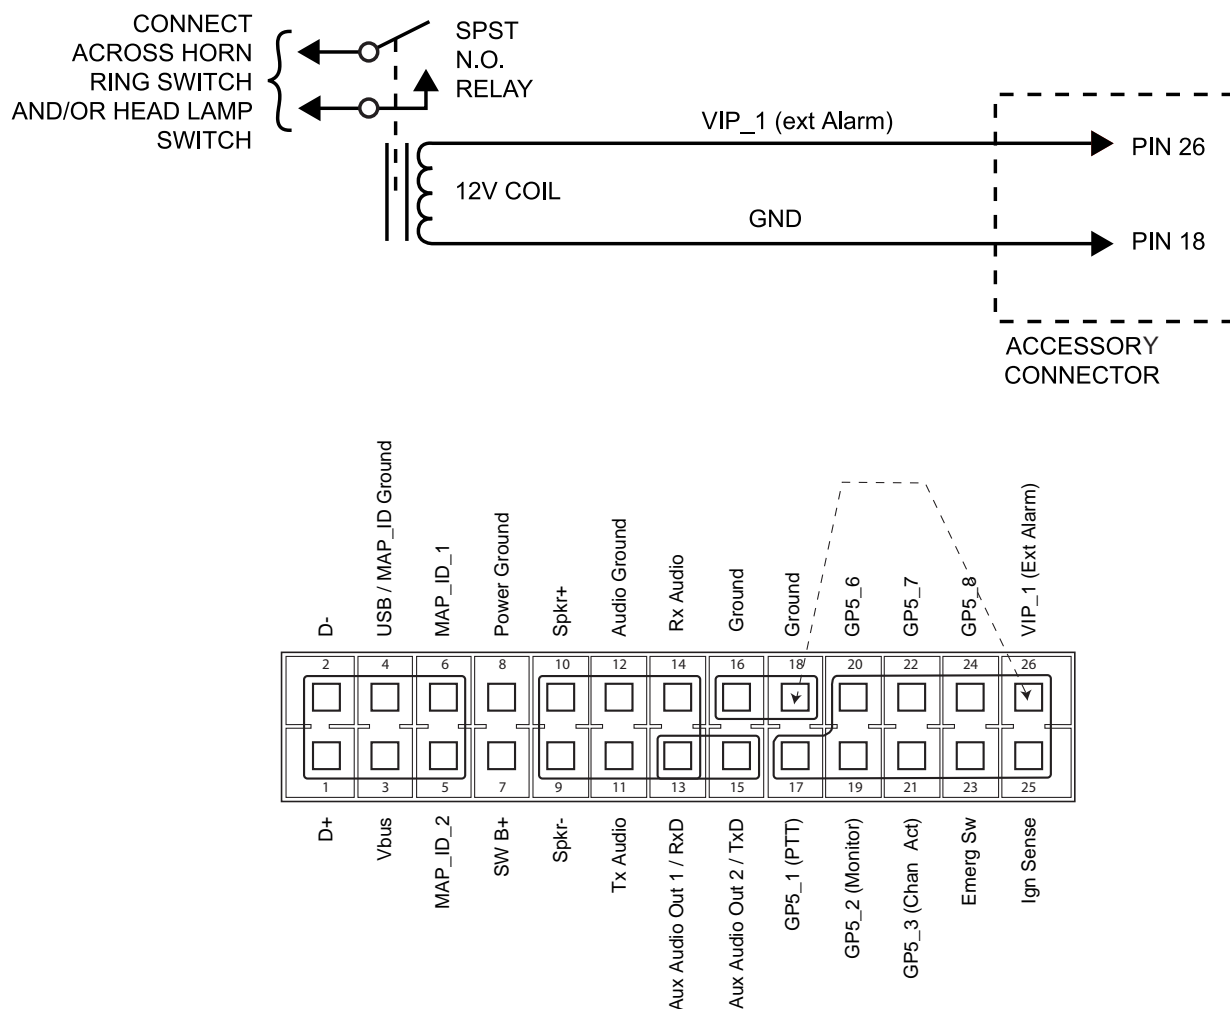 CONNECT
ACROSS HORN
RING SWITCH
AND/OR HEAD LAMP
SWITCH
SPST
N.O.
RELAY
VIP_1 (ext Alarm)
PIN 26
12V COIL
GND
PIN 18
ACCESSORY
CONNECTOR
D-
USB / MAP_ID Ground
MAP_ID_1
Power Ground
Spkr+
Audio Ground
Rx Audio
Ground
Ground
GP5_6
GP5_7
GP5_8
VIP_1 (Ext Alarm)
2 4 6 8 10 12 14 16 18 20 22 24 26
1 3 5 7 9 11 13 15 17 19 21 23 25
D+
Vbus
MAP_ID_2
SW B+
Spkr-
Tx Audio
Aux Audio Out 1 / RxD
Aux Audio Out 2 / TxD
GP5_1 (PTT)
GP5_2 (Monitor)
GP5_3 (Chan Act)
Emerg Sw
Ign Sense